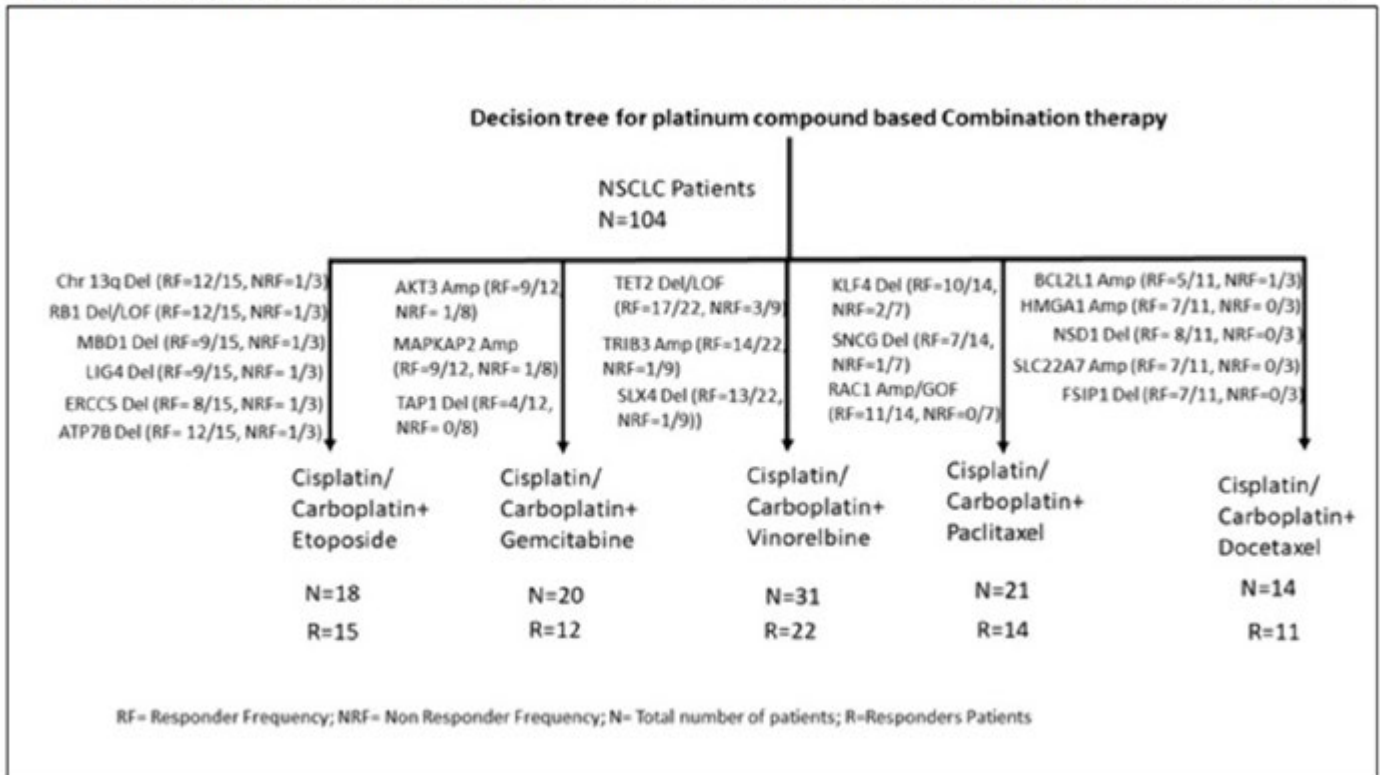 Decision tree for platinum compound based Combination therapy
NSCLC Patients
N=104
Chr 13q Del (RF=12/15, NRF=1/3)
RB1 Del/LOF (RF=12/15, NRF=1/3)
MBD1 Del (RF=9/15, NRF=1/3)
LIG4 Del(RF=9/15, NRF= 1/3)
ERCC5 Del(RF= 8/15, NRF= 1/3)
ATP7B Del (RF= 12/15, NRF=1/3)
AKT3 Amp (RF=9/12,
NRF= 1/8)
MAPKAP2 Amp
(RF=9/12, NRF= 1/8)
TAP1 Del (RF=4/12,
NRF= 0/8)
TET2 Del/LOF
(RF=17/22, NRF=3/9)
TRIB3 Amp (RF=14/22,
NRF=1/9)
SLX4 Del (RF=13/22,
NRF=1/9))
KLF4 Del (RF=10/14,
NRF=2/7)
SNCG Del (RF=7/14,
NRF=1/7)
RAC1 Amp/GOF
(RF=11/14, NRF=0/7)
BCL2L1 Amp (RF=5/11, NRF=1/3)
HMGA1 Amp (RF= 7/11, NRF= 0/3)
NSD1 Del (RF= 8/11, NRF=0/3 )
SLC22A7 Amp (RF= 7/11, NRF= 0/3)
FSIP1 Del (RF=7/11, NRF=0/3)
Cisplatin/
Carboplatin+
Etoposide
N=18
R=15
Cisplatin/
Carboplatin+
Gemcitabine
N=20
R=12
Cisplatin/
Carboplatin+
Vinorelbine
N=31
R=22
Cisplatin/
Carboplatin+
Paclitaxel
N=21
R=14
Cisplatin/
Carboplatin+
Docetaxel
N=14
R=11
RF= Responder Frequency; NRF= Non Responder Frequency; N= Total number of patients; R=Responders Patients